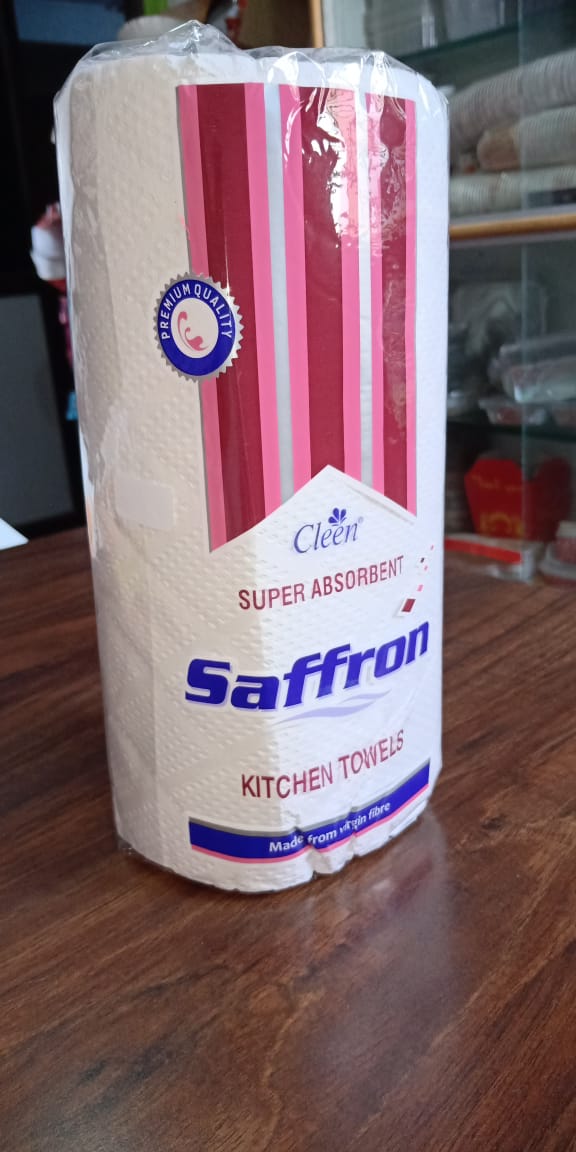 PREMIUM QUALITY
Cleen®
SUPER ABSORBENT
Saffron
KITCHEN TOWELS
Made from virgin fibre